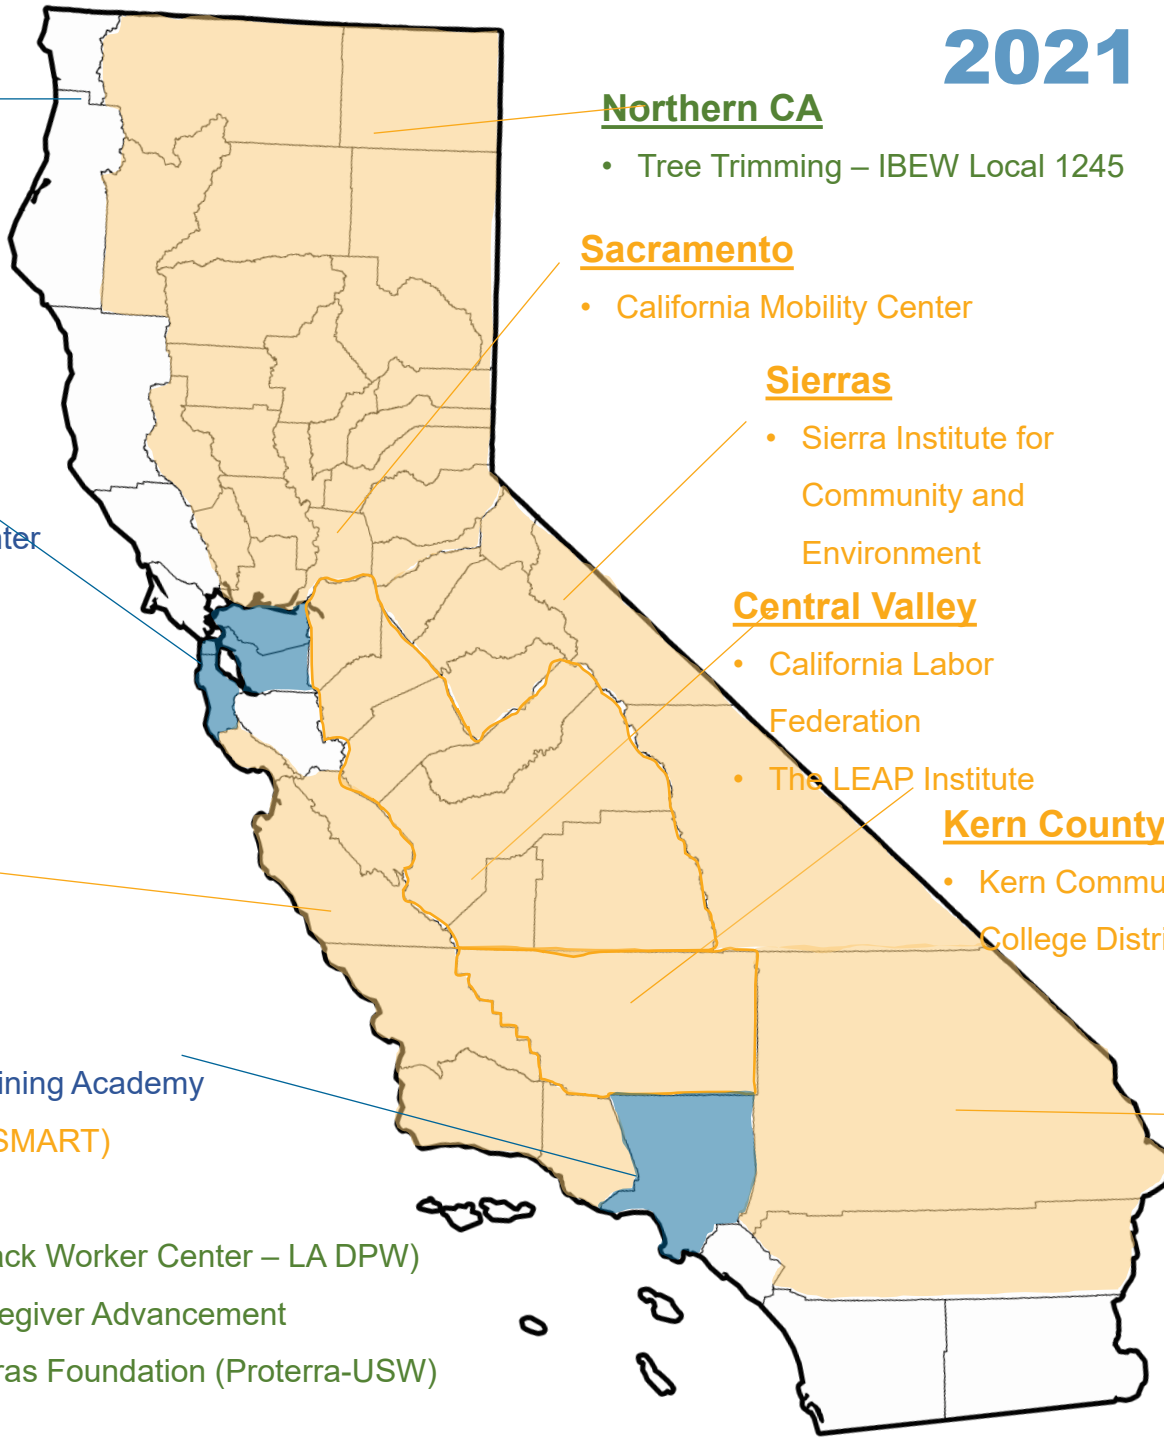 2021
Northern CA
• Tree Trimming – IBEW Local 1245
Sacramento
• California Mobility Center
Sierras
• Sierra Institute for
Community and
Environment
Central Valley
• California Labor
Federation
• The LEAP Institute
Kern County
• Kern Commu
College Distri
nter
ining Academy
SMART)
ack Worker Center – LA DPW)
egiver Advancement
ras Foundation (Proterra-USW)